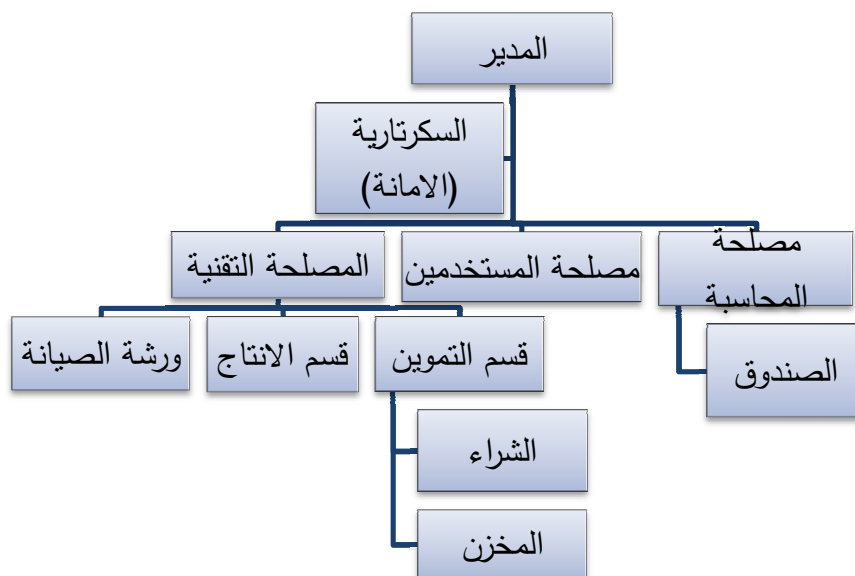 المدير
السكرتارية
(الامانة)
مصلحة
المحاسبة
مصلحة المستخدمين
المصلحة التقنية
الصندوق
قسم التموين
قسم الانتاج
ورشة الصيانة
الشراء
المخزن